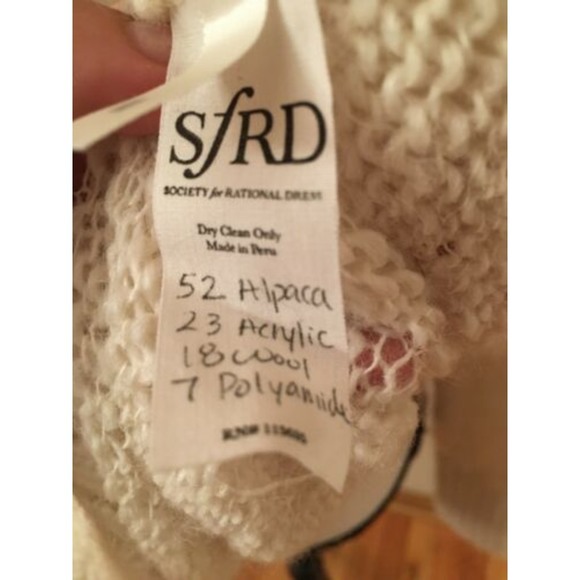 SfRD
SOCIETY for RATIONAL DRESS
Dry Clean Only
Made in Peru
52 Alpaca
23 Acrylic
18 wool
7 Polyamide
RN#